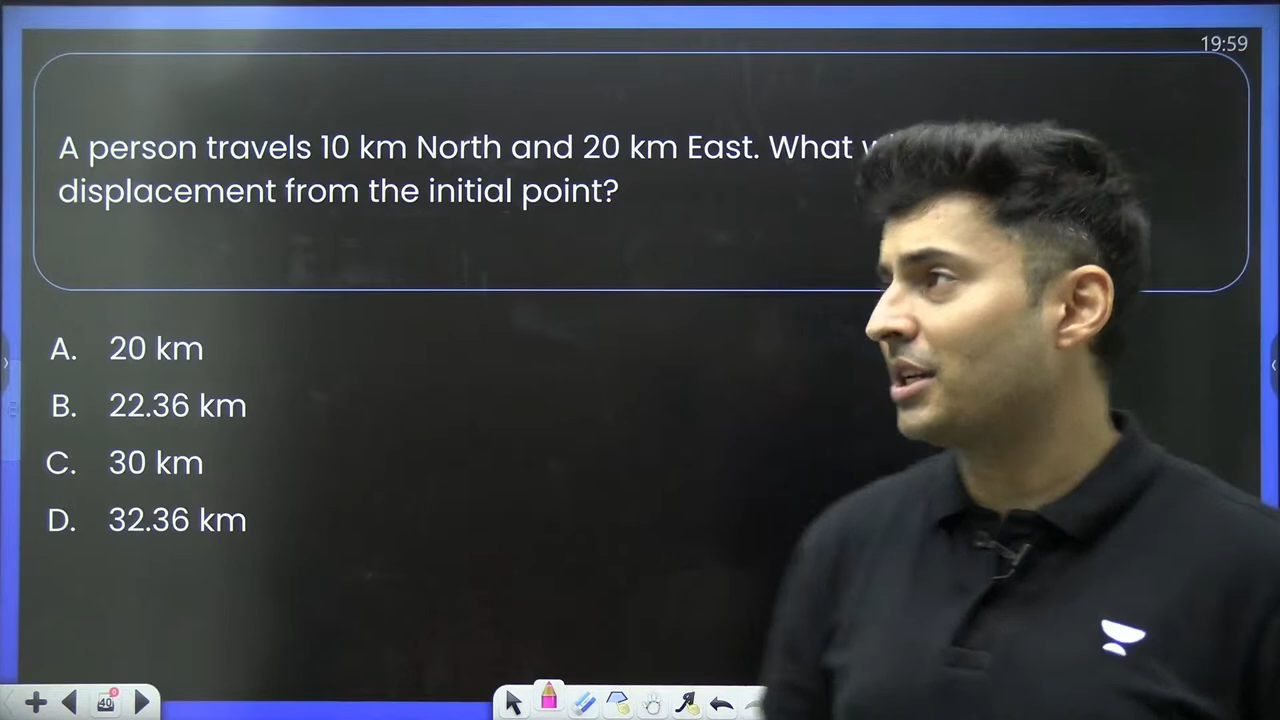 19:59
A person travels 10 km North and 20 km East. What
displacement from the initial point?
A. 20 km
B. 22.36 km
C. 30 km
D. 32.36 km
40